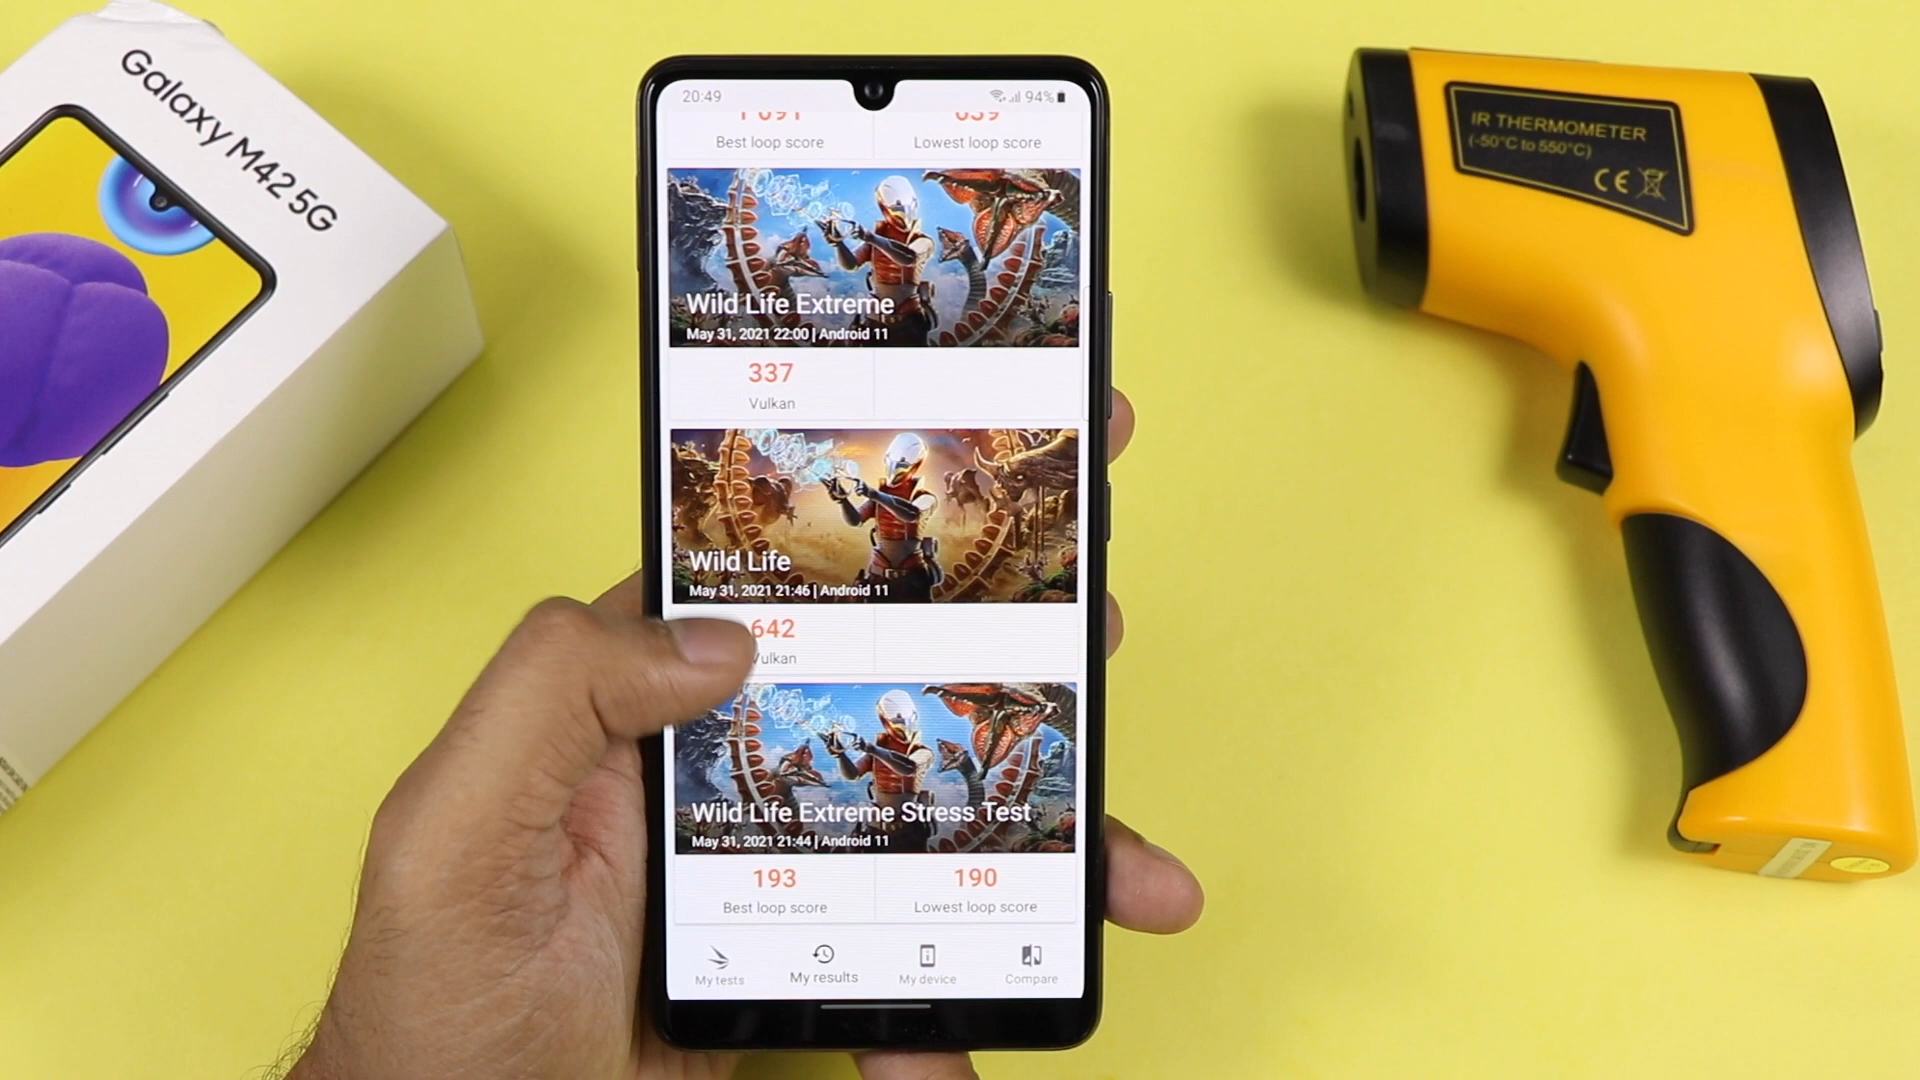 Galaxy M42 5G
20:49
94%
Best loop score
Lowest loop score
Wild Life Extreme
May 31, 2021 22:00 | Android 11
337
Vulkan
Wild Life
May 31, 2021 21:46 | Android 11
642
Vulkan
Wild Life Extreme Stress Test
May 31, 2021 21:44 | Android 11
193
190
Best loop score
Lowest loop score
My tests
My results
My device
Compare
IR THERMOMETER
(-50°C to 550°C)
CE